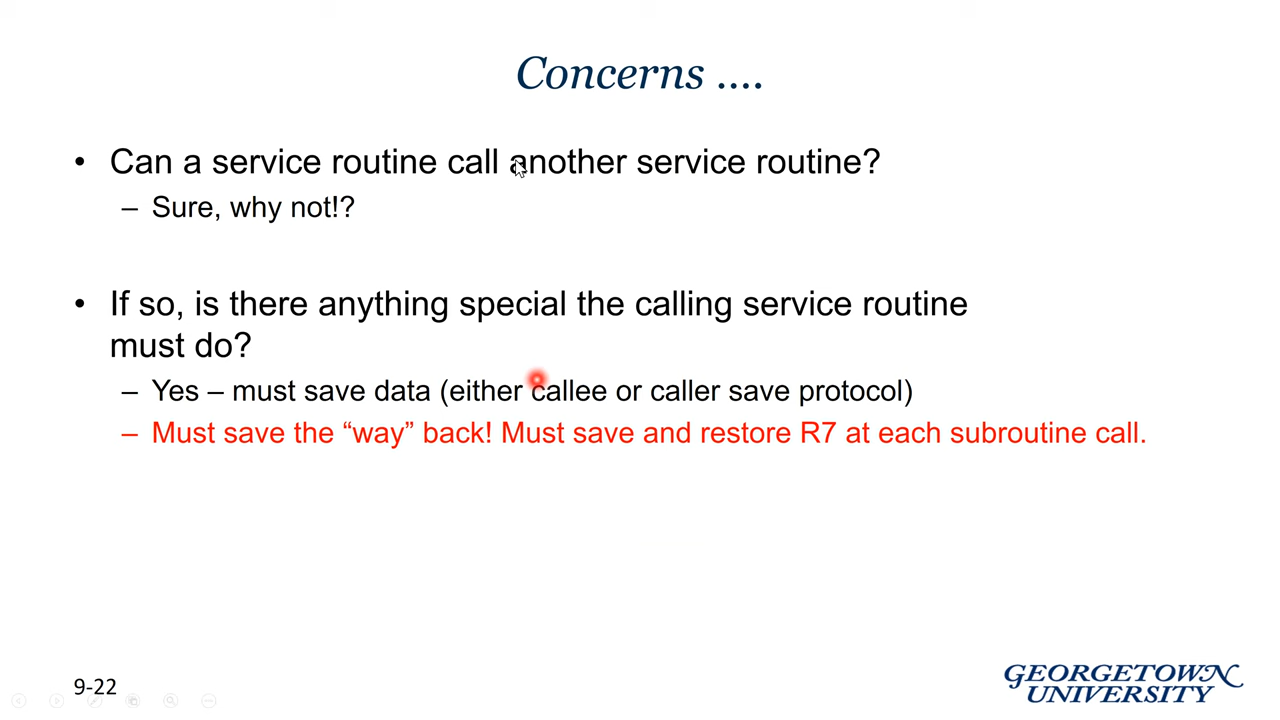 Concerns ....
• Can a service routine call another service routine?
– Sure, why not!?
• If so, is there anything special the calling service routine
must do?
– Yes – must save data (either callee or caller save protocol)
– Must save the “way” back! Must save and restore R7 at each subroutine call.
9-22
GEORGETOWN
UNIVERSITY